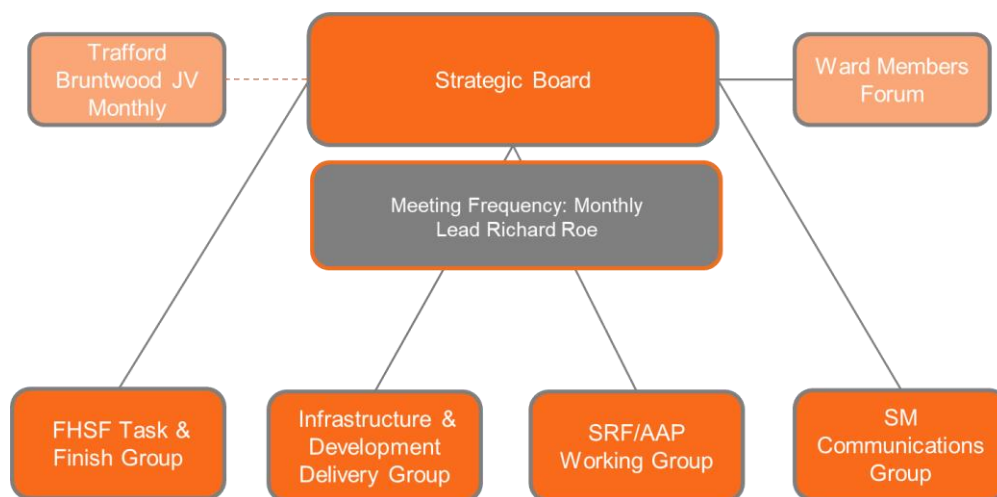 Trafford
Bruntwood JV
Monthly
Strategic Board
Ward Members
Forum
Meeting Frequency: Monthly
Lead Richard Roe
FHSF Task &
Finish Group
Infrastructure &
Development
Delivery Group
SRF/AAP
Working Group
SM
Communications
Group